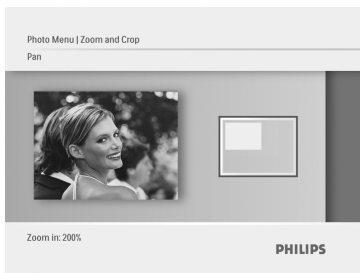 Photo Menu | Zoom and Crop
Pan
Zoom in: 200%
PHILIPS